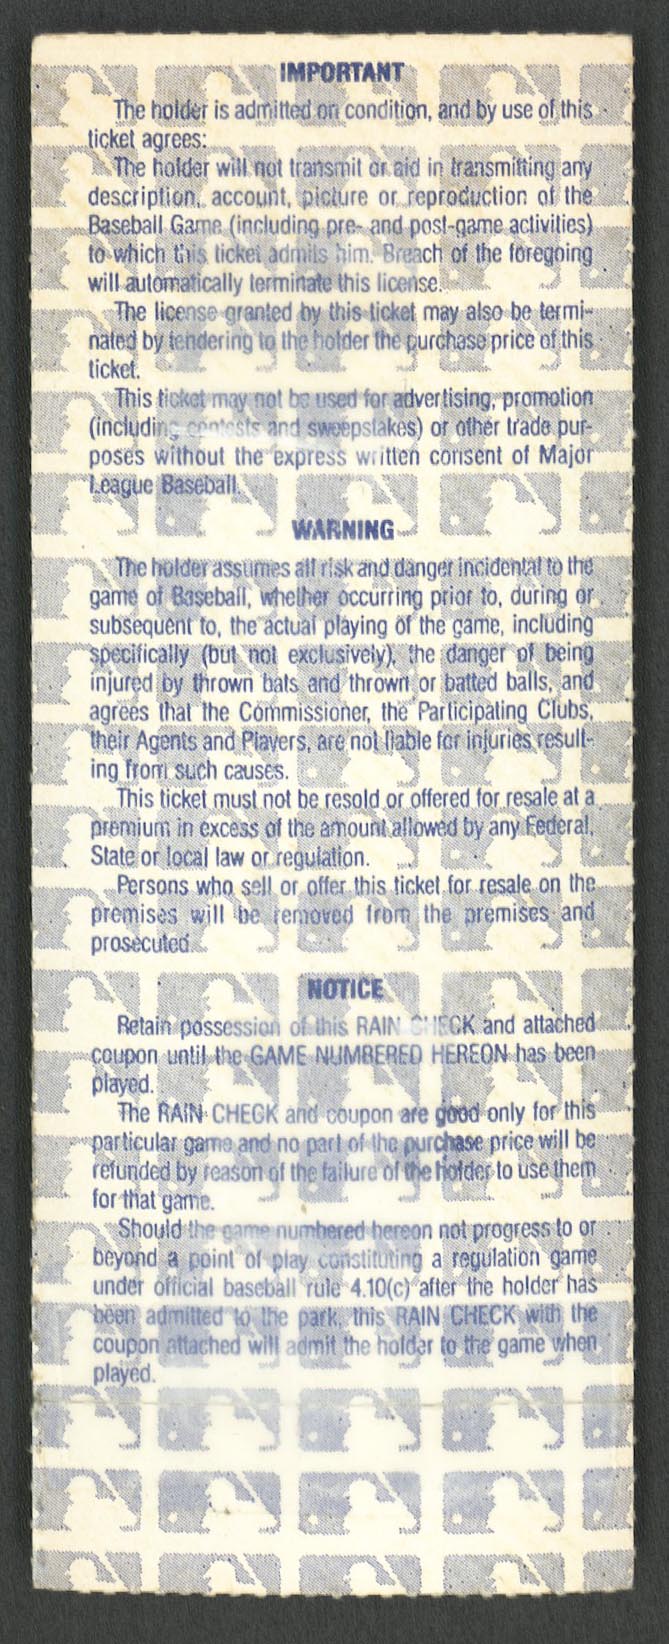 IMPORTANT
The holder is admitted on condition, and by use of this
ticket agrees:
The holder will not transmit or aid in transmitting any
description, account, picture or reproduction of the
Baseball Game (including pre- and post-game activities)
to which this ticket admits him. Breach of the foregoing
will automatically terminate this license.
The license granted by this ticket may also be termi-
nated by tendering to the holder the purchase price of this
ticket.
This ticket may not be used for advertising, promotion
(including contests and sweepstakes) or other trade pur-
poses without the express written consent of Major
League Baseball.
WARNING
The holder assumes all risk and danger incidental to the
game of Baseball, whether occurring prior to, during or
subsequent to, the actual playing of the game, including
specifically (but not exclusively), the danger of being
injured by thrown bats and thrown or batted balls, and
agrees that the Commissioner, the Participating Clubs,
their Agents and Players, are not liable for injuries result-
ing from such causes.
This ticket must not be resold or offered for resale at a
premium in excess of the amount allowed by any Federal,
State or local law or regulation.
Persons who sell or offer this ticket for resale on the
premises will be removed from the premises and
prosecuted.
NOTICE
Retain possession of this RAIN CHECK and attached
coupon until the GAME NUMBERED HEREON has been
played.
The RAIN CHECK and coupon are good only for this
particular game and no part of the purchase price will be
refunded by reason of the failure of the holder to use them
for that game.
Should the game numbered hereon not progress to or
beyond a point of play constituting a regulation game
under official baseball rule 4.10(c) after the holder has
been admitted to the park, this RAIN CHECK with the
coupon attached will admit the holder to the game when
played.